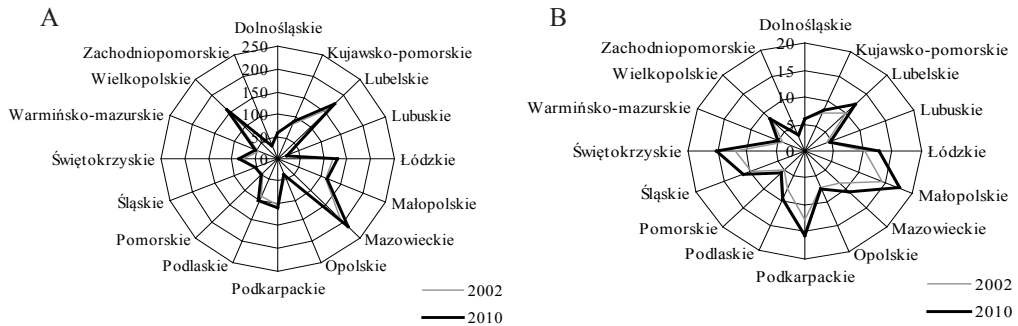 A
Dolnośląskie
Kujawsko-pomorskie
Lubelskie
Lubuskie
Łódzkie
Małopolskie
Mazowieckie
Opolskie
Podkarpackie
Podlaskie
Pomorskie
Śląskie
Świętokrzyskie
Warmińsko-mazurskie
Wielkopolskie
Zachodniopomorskie
250
200
150
100
50
0
2002
2010
B
Dolnośląskie
Kujawsko-pomorskie
Lubelskie
Lubuskie
Łódzkie
Małopolskie
Mazowieckie
Opolskie
Podkarpackie
Podlaskie
Pomorskie
Śląskie
Świętokrzyskie
Warmińsko-mazurskie
Wielkopolskie
Zachodniopomorskie
20
15
10
5
0
2002
2010